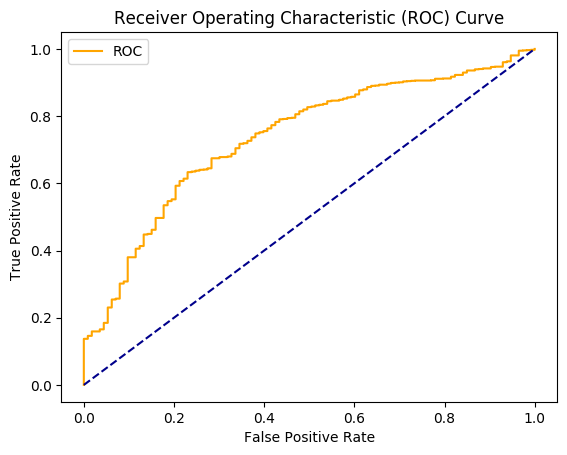 Receiver Operating Characteristic (ROC) Curve
ROC
True Positive Rate
1.0
0.8
0.6
0.4
0.2
0.0
0.0 0.2 0.4 0.6 0.8 1.0
False Positive Rate